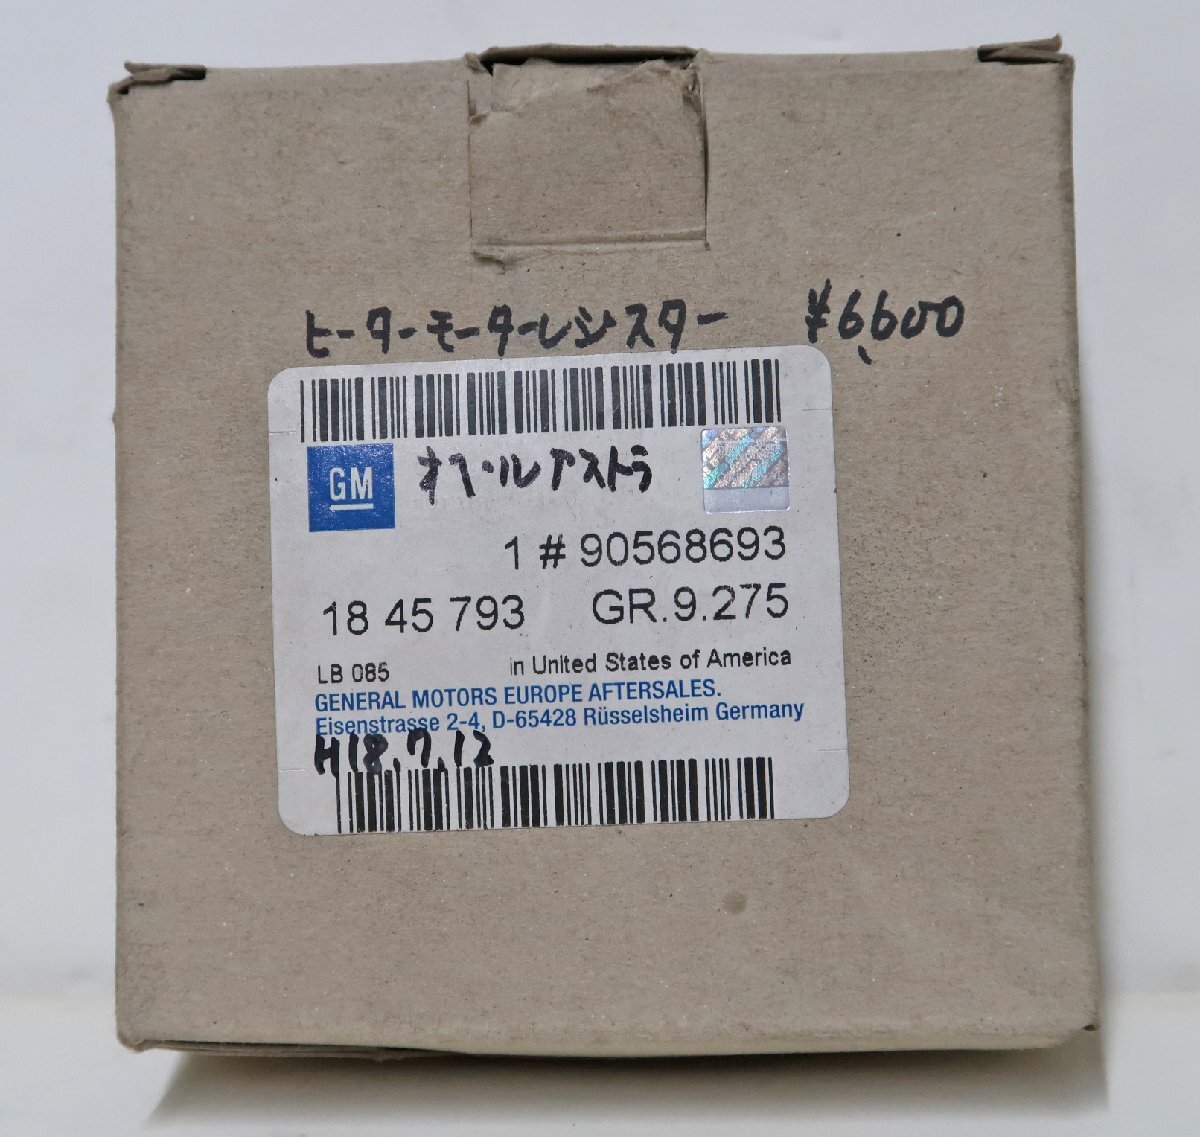 ヒーターモーターレジスター ¥6,600
GM オペルアストラ
1 # 90568693
18 45 793 GR.9.275
LB 085 in United States of America
GENERAL MOTORS EUROPE AFTERSALES.
Eisenstrasse 2-4, D-65428 Rüsselsheim Germany
H18.7.12